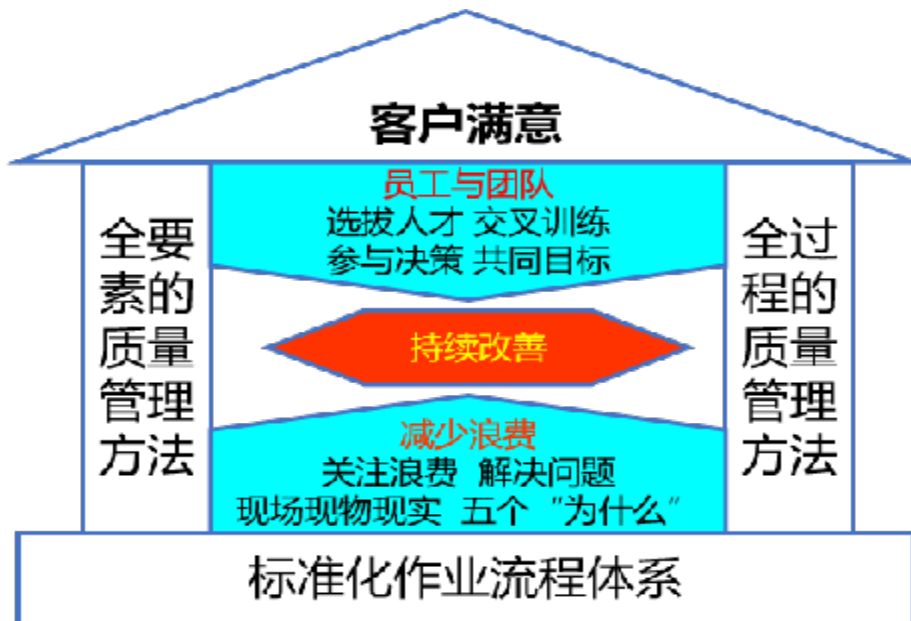 客户满意
全要
素的
质量
管理
方法
员工与团队
选拔人才 交叉训练
参与决策 共同目标
持续改善
减少浪费
关注浪费 解决问题
现场现物现实 五个 “为什么”
全过
程的
质量
管理
方法
标准化作业流程体系